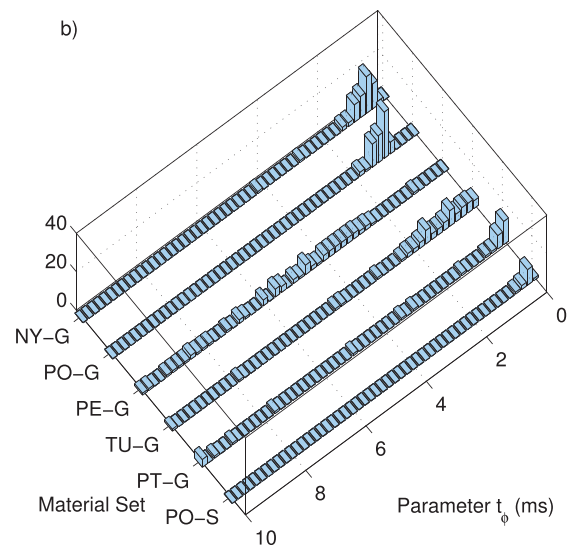 b)
40
20
0
NY−G
PO−G
PE−G
TU−G
PT−G
PO−S
Material Set
10
8
6
4
2
0
Parameter tϕ (ms)